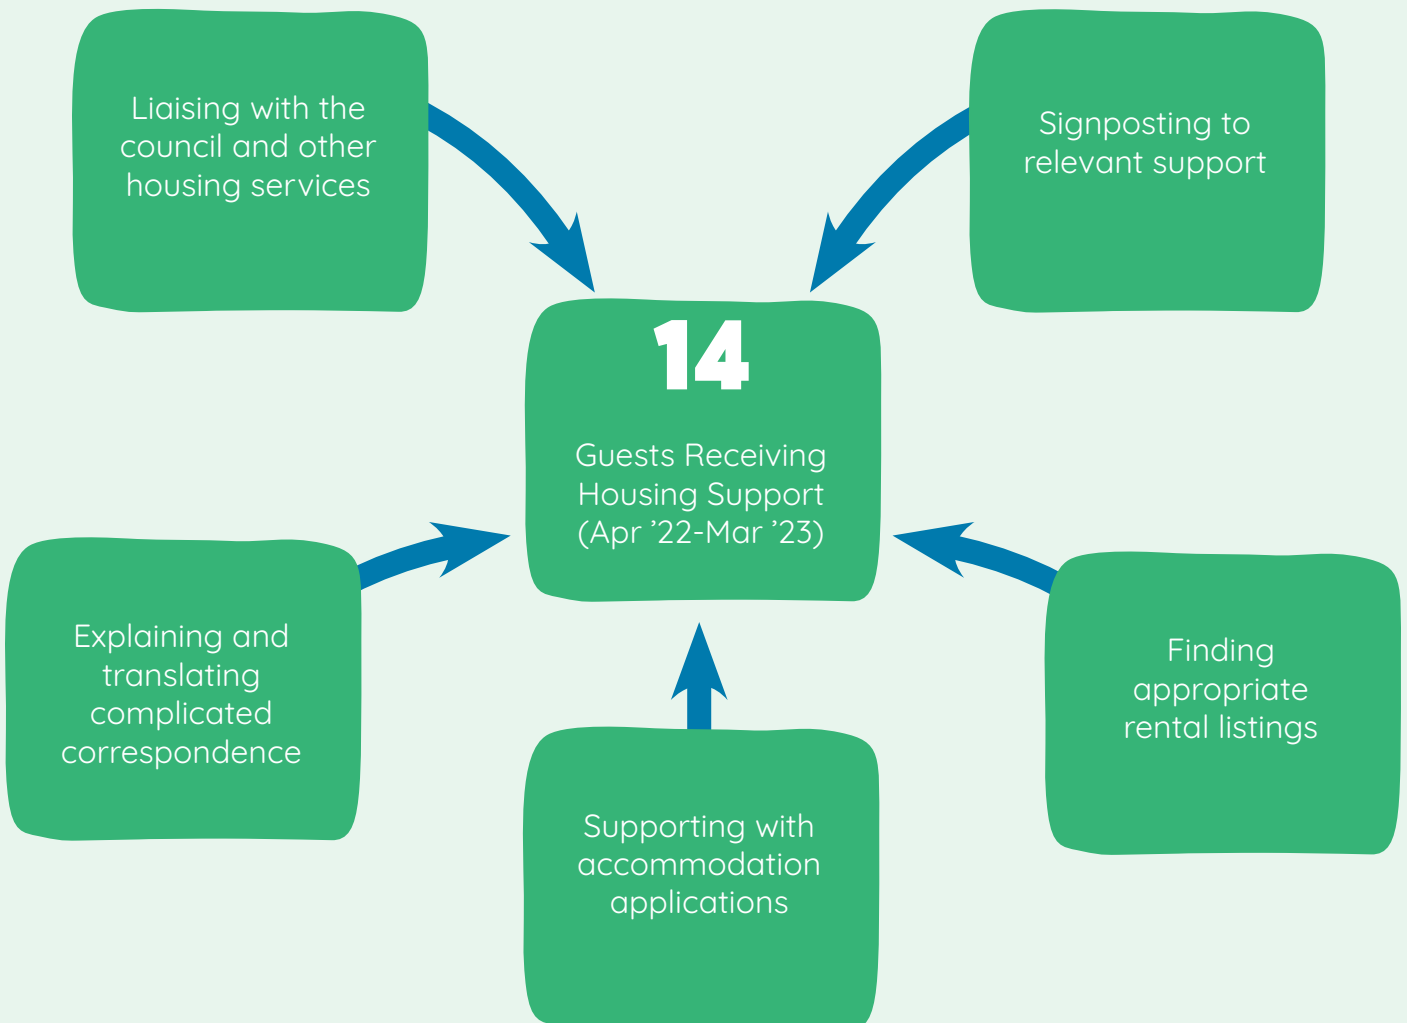 Liaising with the
council and other
housing services
Signposting to
relevant support
14
Guests Receiving
Housing Support
(Apr ’22-Mar ’23)
Explaining and
translating
complicated
correspondence
Finding
appropriate
rental listings
Supporting with
accommodation
applications